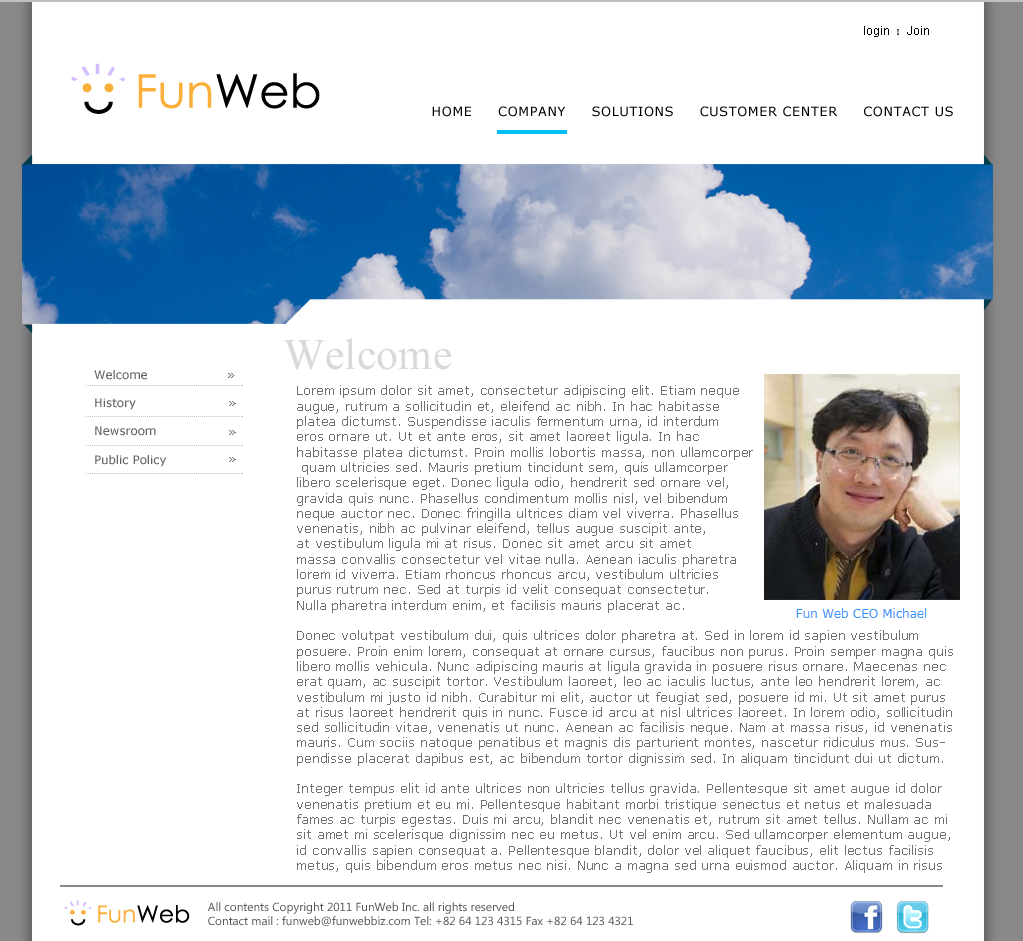 login : Join
FunWeb
HOME COMPANY SOLUTIONS CUSTOMER CENTER CONTACT US
Welcome »
History »
Newsroom »
Public Policy »
Welcome
Lorem ipsum dolor sit amet, consectetur adipiscing elit. Etiam neque
augue, rutrum a sollicitudin et, eleifend ac nibh. In hac habitasse
platea dictumst. Suspendisse iaculis fermentum urna, id interdum
eros ornare ut. Ut et ante eros, sit amet laoreet ligula. In hac
habitasse platea dictumst. Proin mollis lobortis massa, non ullamcorper
quam ultricies sed. Mauris pretium tincidunt sem, quis ullamcorper
libero scelerisque eget. Donec ligula odio, hendrerit sed ornare vel,
gravida quis nunc. Phasellus condimentum mollis nisl, vel bibendum
neque auctor nec. Donec fringilla ultrices diam vel viverra. Phasellus
venenatis, nibh ac pulvinar eleifend, tellus augue suscipit ante,
at vestibulum ligula mi at risus. Donec sit amet arcu sit amet
massa convallis consectetur vel vitae nulla. Aenean iaculis pharetra
lorem id viverra. Etiam rhoncus rhoncus arcu, vestibulum ultricies
purus rutrum nec. Sed at turpis id velit consequat consectetur.
Nulla pharetra interdum enim, et facilisis mauris placerat ac.
Fun Web CEO Michael
Donec volutpat vestibulum dui, quis ultrices dolor pharetra at. Sed in lorem id sapien vestibulum
posuere. Proin enim lorem, consequat at ornare cursus, faucibus non purus. Proin semper magna quis
libero mollis vehicula. Nunc adipiscing mauris at ligula gravida in posuere risus ornare. Maecenas nec
erat quam, ac suscipit tortor. Vestibulum laoreet, leo ac iaculis luctus, ante leo hendrerit lorem, ac
vestibulum mi justo id nibh. Curabitur mi elit, auctor ut feugiat sed, posuere id mi. Ut sit amet purus
at risus laoreet hendrerit quis in nunc. Fusce id arcu at nisl ultrices laoreet. In lorem odio, sollicitudin
sed sollicitudin vitae, venenatis ut nunc. Aenean ac facilisis neque. Nam at massa risus, id venenatis
mauris. Cum sociis natoque penatibus et magnis dis parturient montes, nascetur ridiculus mus. Sus-
pendisse placerat dapibus est, ac bibendum tortor dignissim sed. In aliquam tincidunt dui ut dictum.
Integer tempus elit id ante ultrices non ultricies tellus gravida. Pellentesque sit amet augue id dolor
venenatis pretium et eu mi. Pellentesque habitant morbi tristique senectus et netus et malesuada
fames ac turpis egestas. Duis mi arcu, blandit nec venenatis et, rutrum sit amet tellus. Nullam ac mi
sit amet mi scelerisque dignissim nec eu metus. Ut vel enim arcu. Sed ullamcorper elementum augue,
id convallis sapien consequat a. Pellentesque blandit, dolor vel aliquet faucibus, elit lectus facilisis
metus, quis bibendum eros metus nec nisi. Nunc a magna sed urna euismod auctor. Aliquam in risus
FunWeb
All contents Copyright 2011 FunWeb Inc. all rights reserved
Contact mail : funweb@funwebbiz.com Tel: +82 64 123 4315 Fax +82 64 123 4321
f t